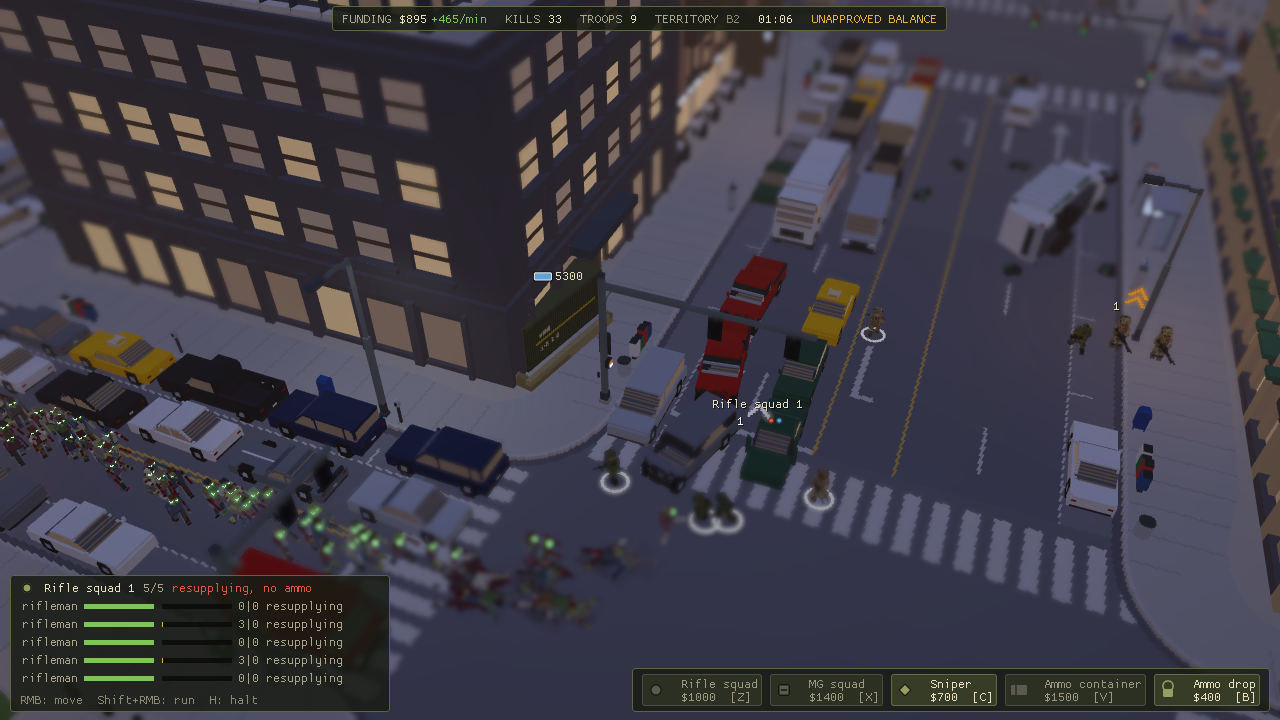 FUNDING $895 +465/min KILLS 33 TROOPS 9 TERRITORY B2 01:06 UNAPPROVED BALANCE
5300
1
Rifle squad 1
1
Rifle squad 1 5/5 resupplying, no ammo
rifleman 0|0 resupplying
rifleman 3|0 resupplying
rifleman 0|0 resupplying
rifleman 3|0 resupplying
rifleman 0|0 resupplying
RMB: move Shift+RMB: run H: halt
Rifle squad MG squad Sniper Ammo container Ammo drop
$1000 [Z] $1400 [X] $700 [C] $1500 [V] $400 [B]